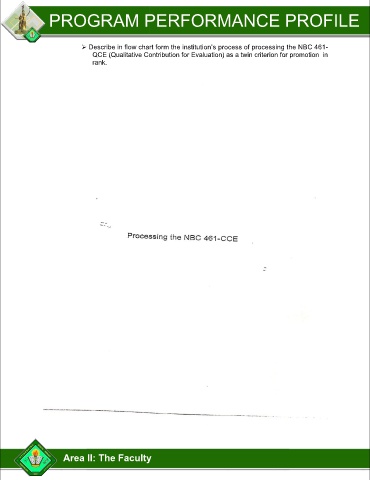 PROGRAM PERFORMANCE PROFILE
➢ Describe in flow chart form the institution's process of processing the NBC 461-
QCE (Qualitative Contribution for Evaluation) as a twin criterion for promotion in
rank.
Processing the NBC 461-CCE
Area II: The Faculty